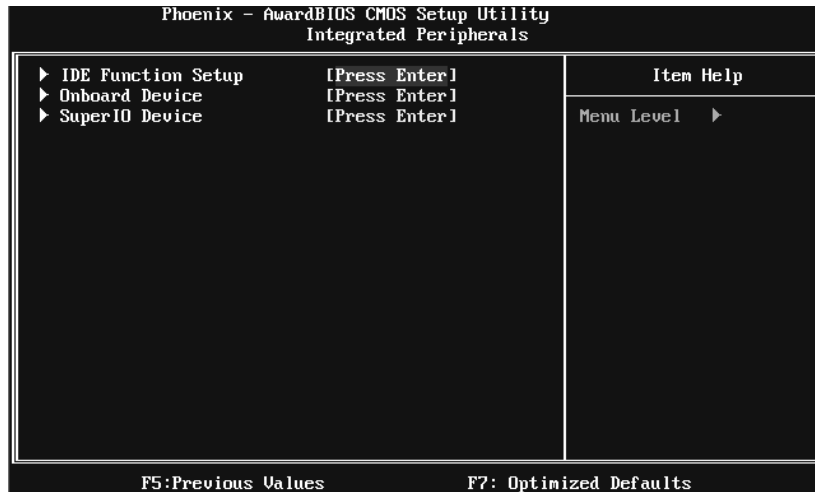 Phoenix - AwardBIOS CMOS Setup Utility
Integrated Peripherals
IDE Function Setup [Press Enter]
Onboard Device [Press Enter]
SuperIO Device [Press Enter]
Item Help
Menu Level
F5:Previous Values F7: Optimized Defaults